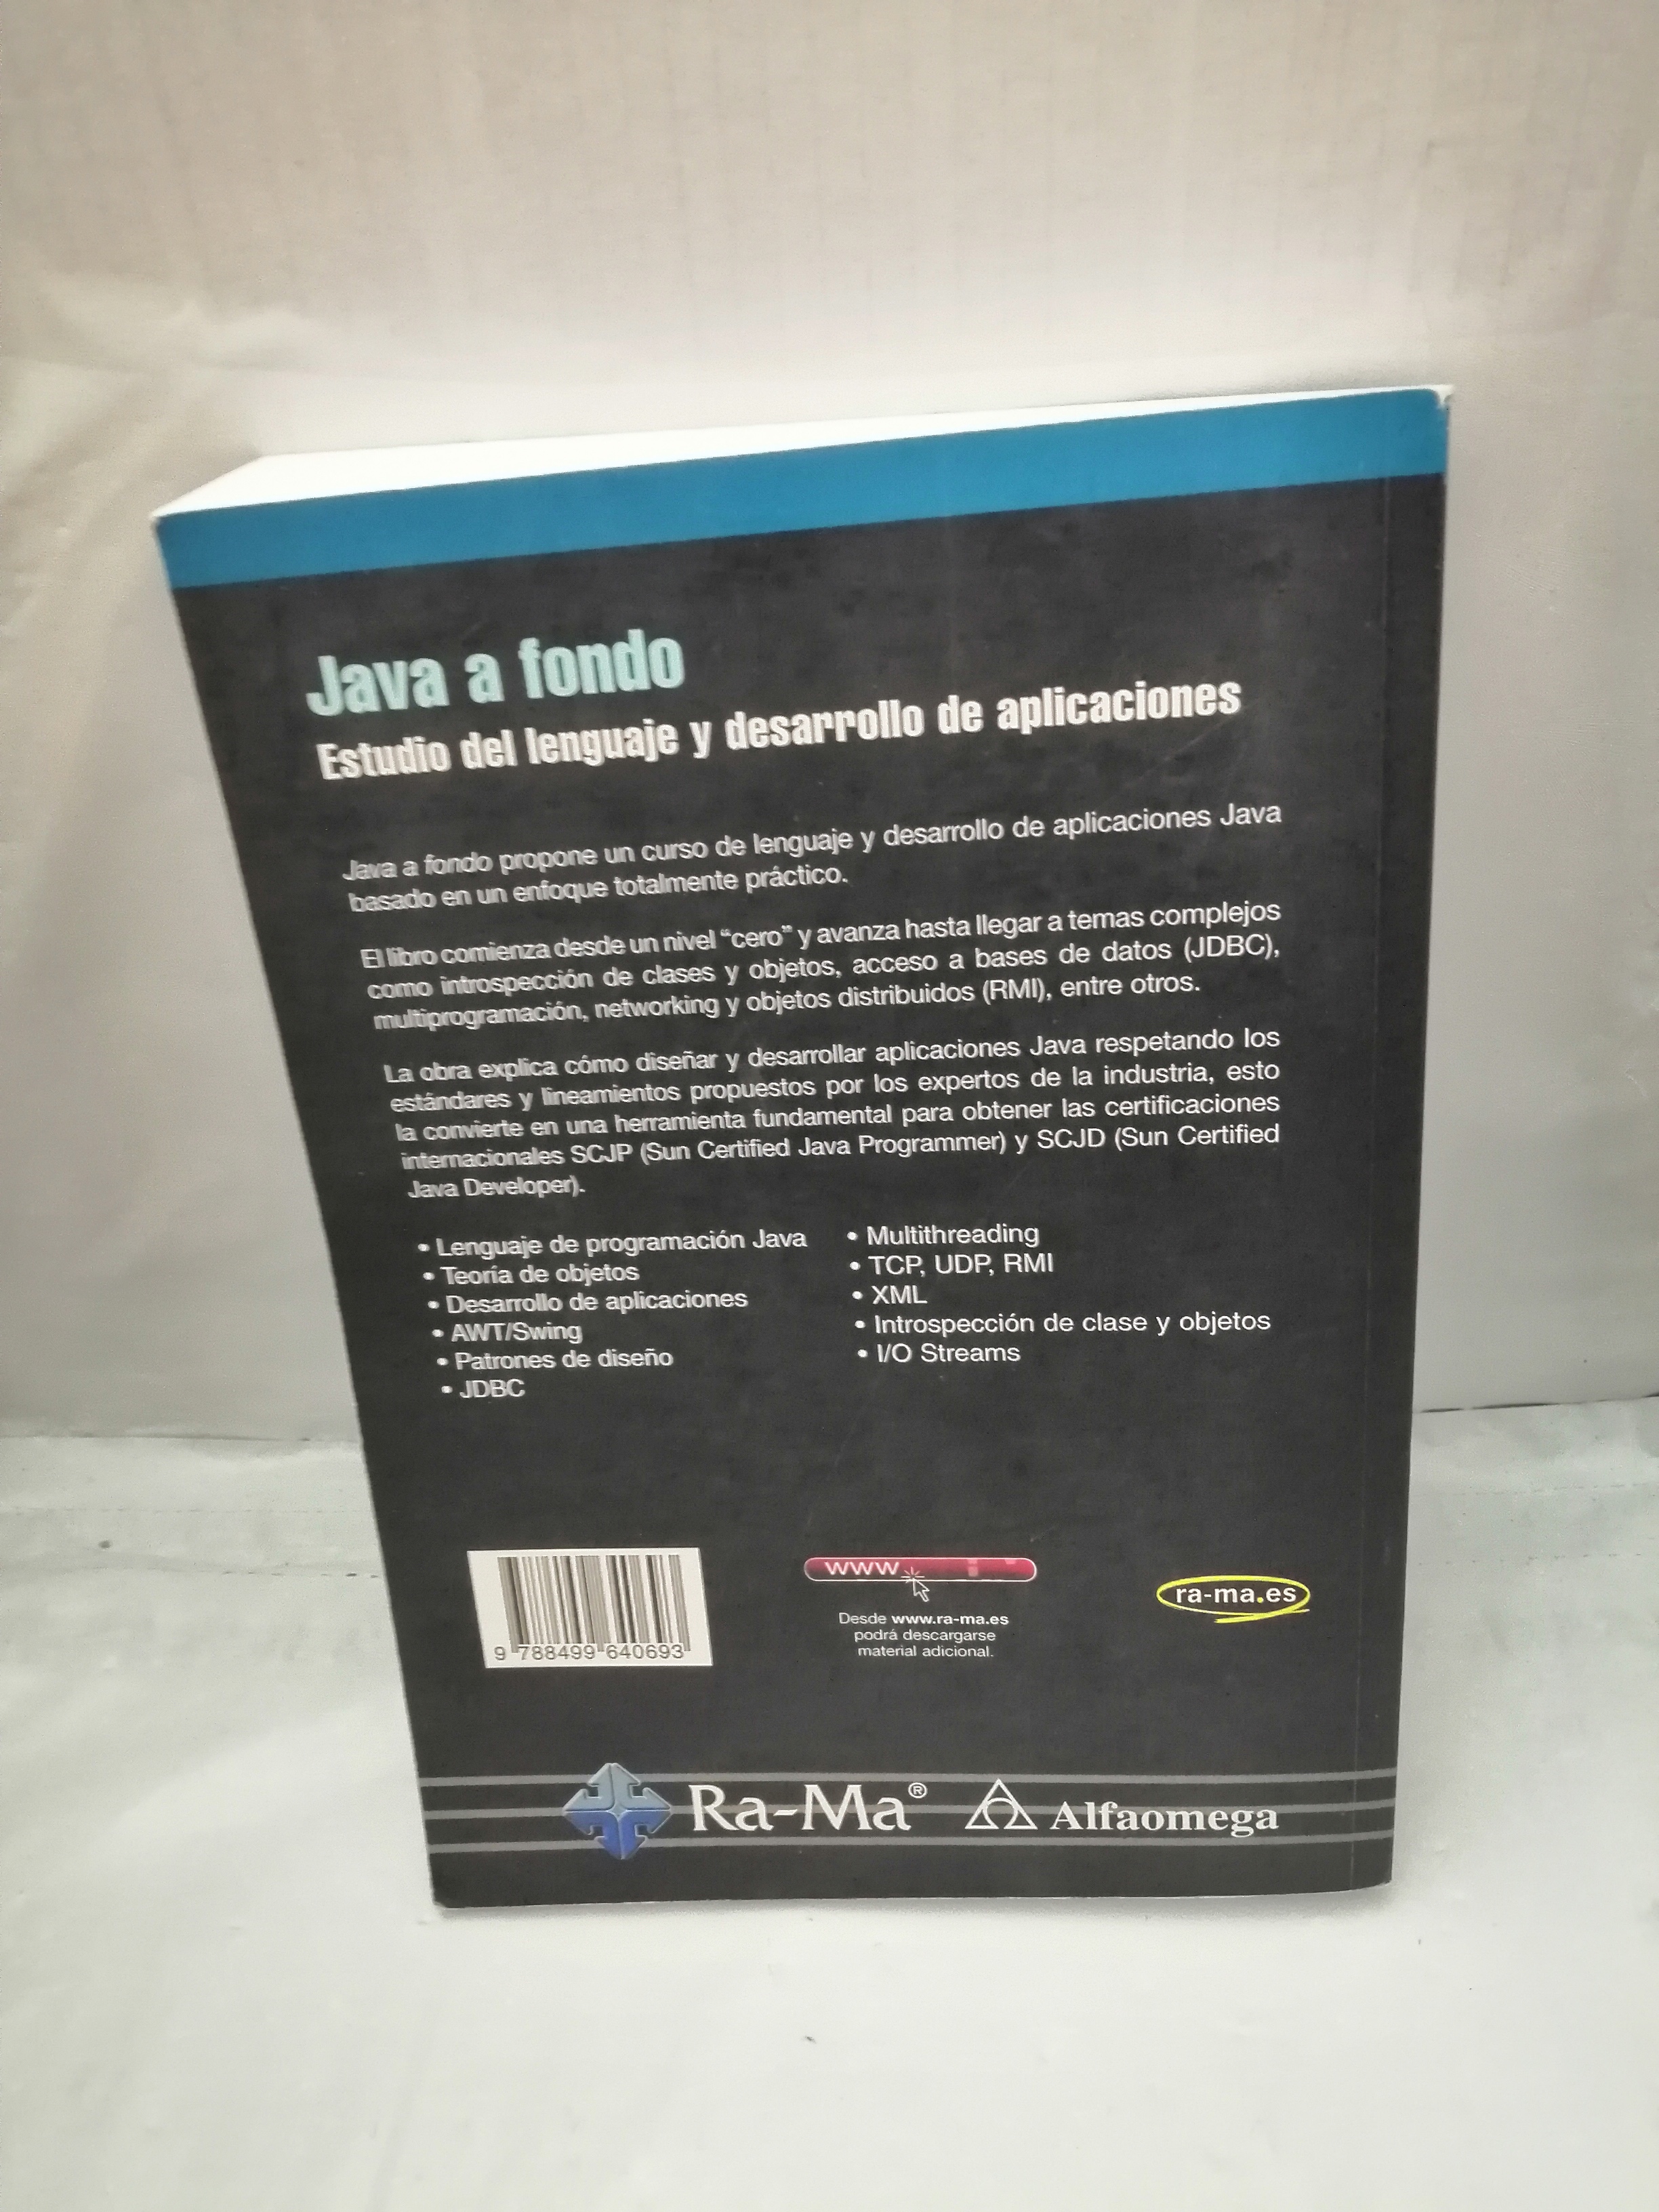 Java a fondo
Estudio del lenguaje y desarrollo de aplicaciones
Java a fondo propone un curso de lenguaje y desarrollo de aplicaciones Java
basado en un enfoque totalmente práctico.
El libro comienza desde un nivel “cero” y avanza hasta llegar a temas complejos
como introspección de clases y objetos, acceso a bases de datos (JDBC),
multiprogramación, networking y objetos distribuidos (RMI), entre otros.
La obra explica cómo diseñar y desarrollar aplicaciones Java respetando los
estándares y lineamientos propuestos por los expertos de la industria, esto
la convierte en una herramienta fundamental para obtener las certificaciones
internacionales SCJP (Sun Certified Java Programmer) y SCJD (Sun Certified
Java Developer).
• Lenguaje de programación Java
• Teoría de objetos
• Desarrollo de aplicaciones
• AWT/Swing
• Patrones de diseño
• JDBC
• Multithreading
• TCP, UDP, RMI
• XML
• Introspección de clase y objetos
• I/O Streams
9 788499 640693
www.
Desde www.ra-ma.es
podrá descargarse
material adicional.
ra-ma.es
Ra-Ma®
Alfaomega